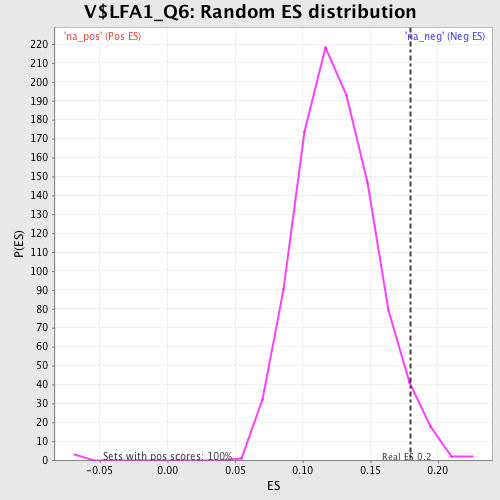 V$LFA1_Q6: Random ES distribution
'na_pos' (Pos ES)
'na_neg' (Neg ES)
220
210
200
190
180
170
160
150
140
130
120
110
100
90
80
70
60
50
40
30
20
10
0
P(ES)
Sets with pos scores: 100%
Real ES 0.2
-0.05 0.00 0.05 0.10 0.15 0.20
ES